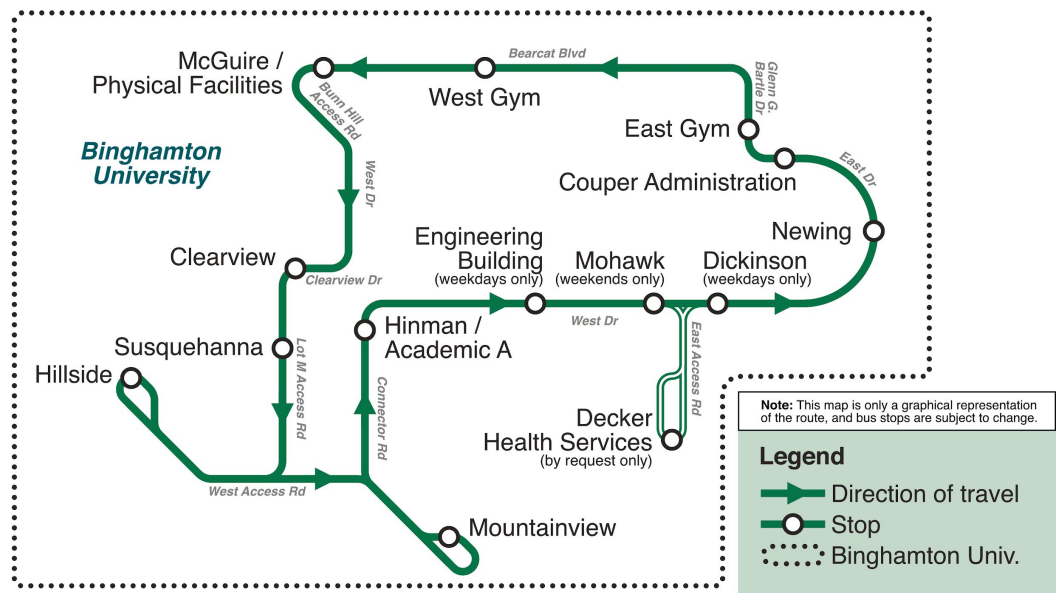 Bearcat Blvd
McGuire /
Physical Facilities
West Gym
Glenn G.
Bartle Dr
Bunn Hill
Access Rd
East Gym
Binghamton
University
Couper Administration
East Dr
West Dr
Newing
Clearview
Clearview Dr
Engineering
Building
(weekdays only)
Mohawk
(weekends only)
Dickinson
(weekdays only)
West Dr
Hinman /
Academic A
Susquehanna
Hillside
Lot M Access Rd
Connector Rd
East Access Rd
Decker
Health Services
(by request only)
West Access Rd
Mountainview
Note: This map is only a graphical representation
of the route, and bus stops are subject to change.
Legend
Direction of travel
Stop
Binghamton Univ.